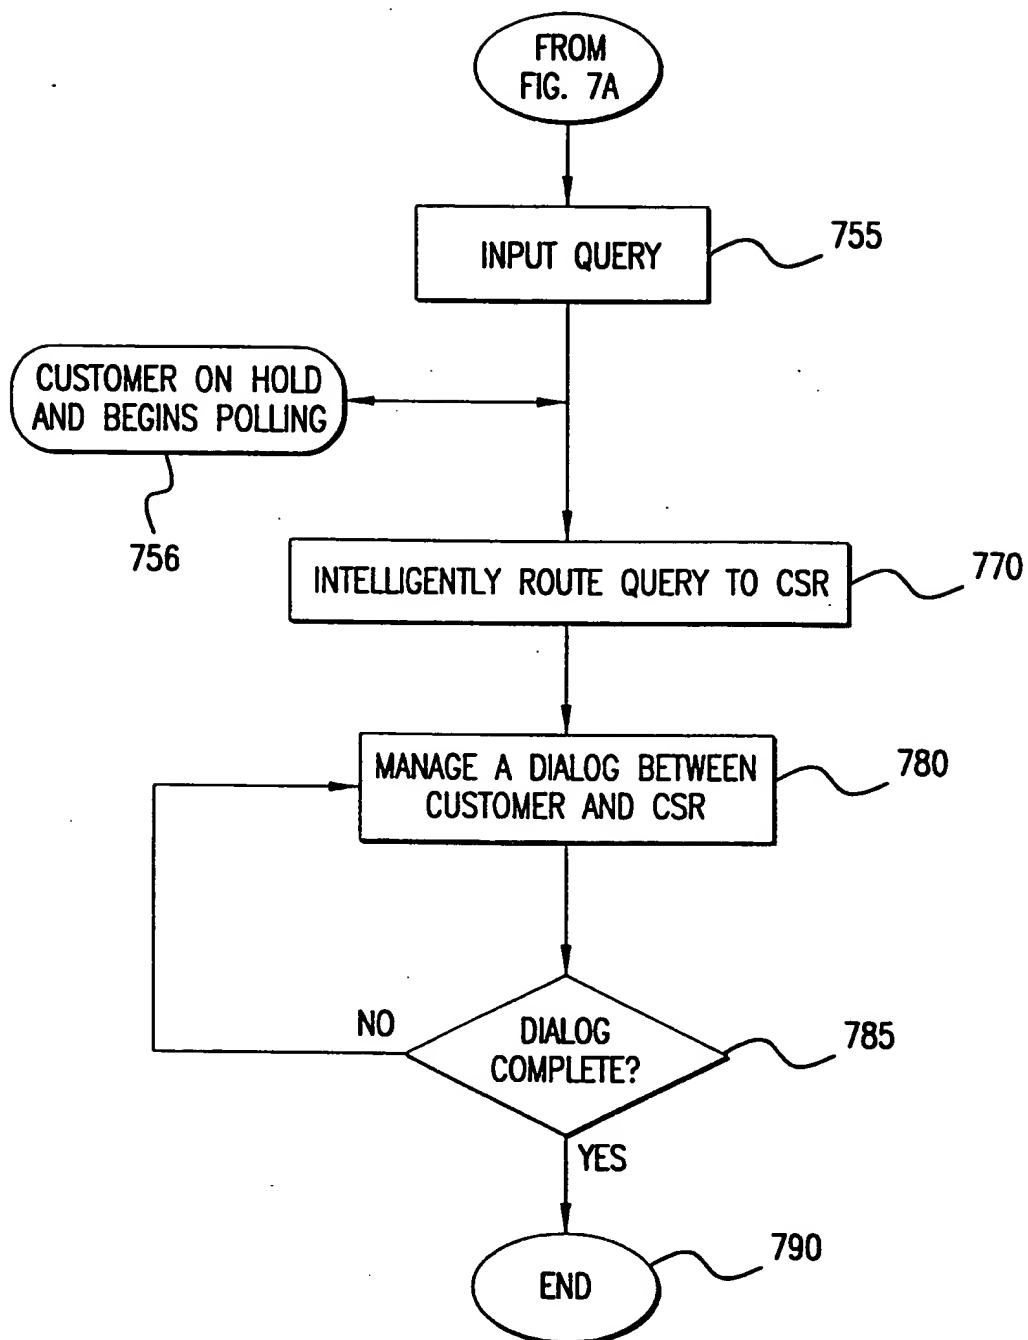 FROM
FIG. 7A
INPUT QUERY
755
CUSTOMER ON HOLD
AND BEGINS POLLING
756
INTELLIGENTLY ROUTE QUERY TO CSR
770
MANAGE A DIALOG BETWEEN
CUSTOMER AND CSR
780
NO
DIALOG
COMPLETE?
785
YES
END
790